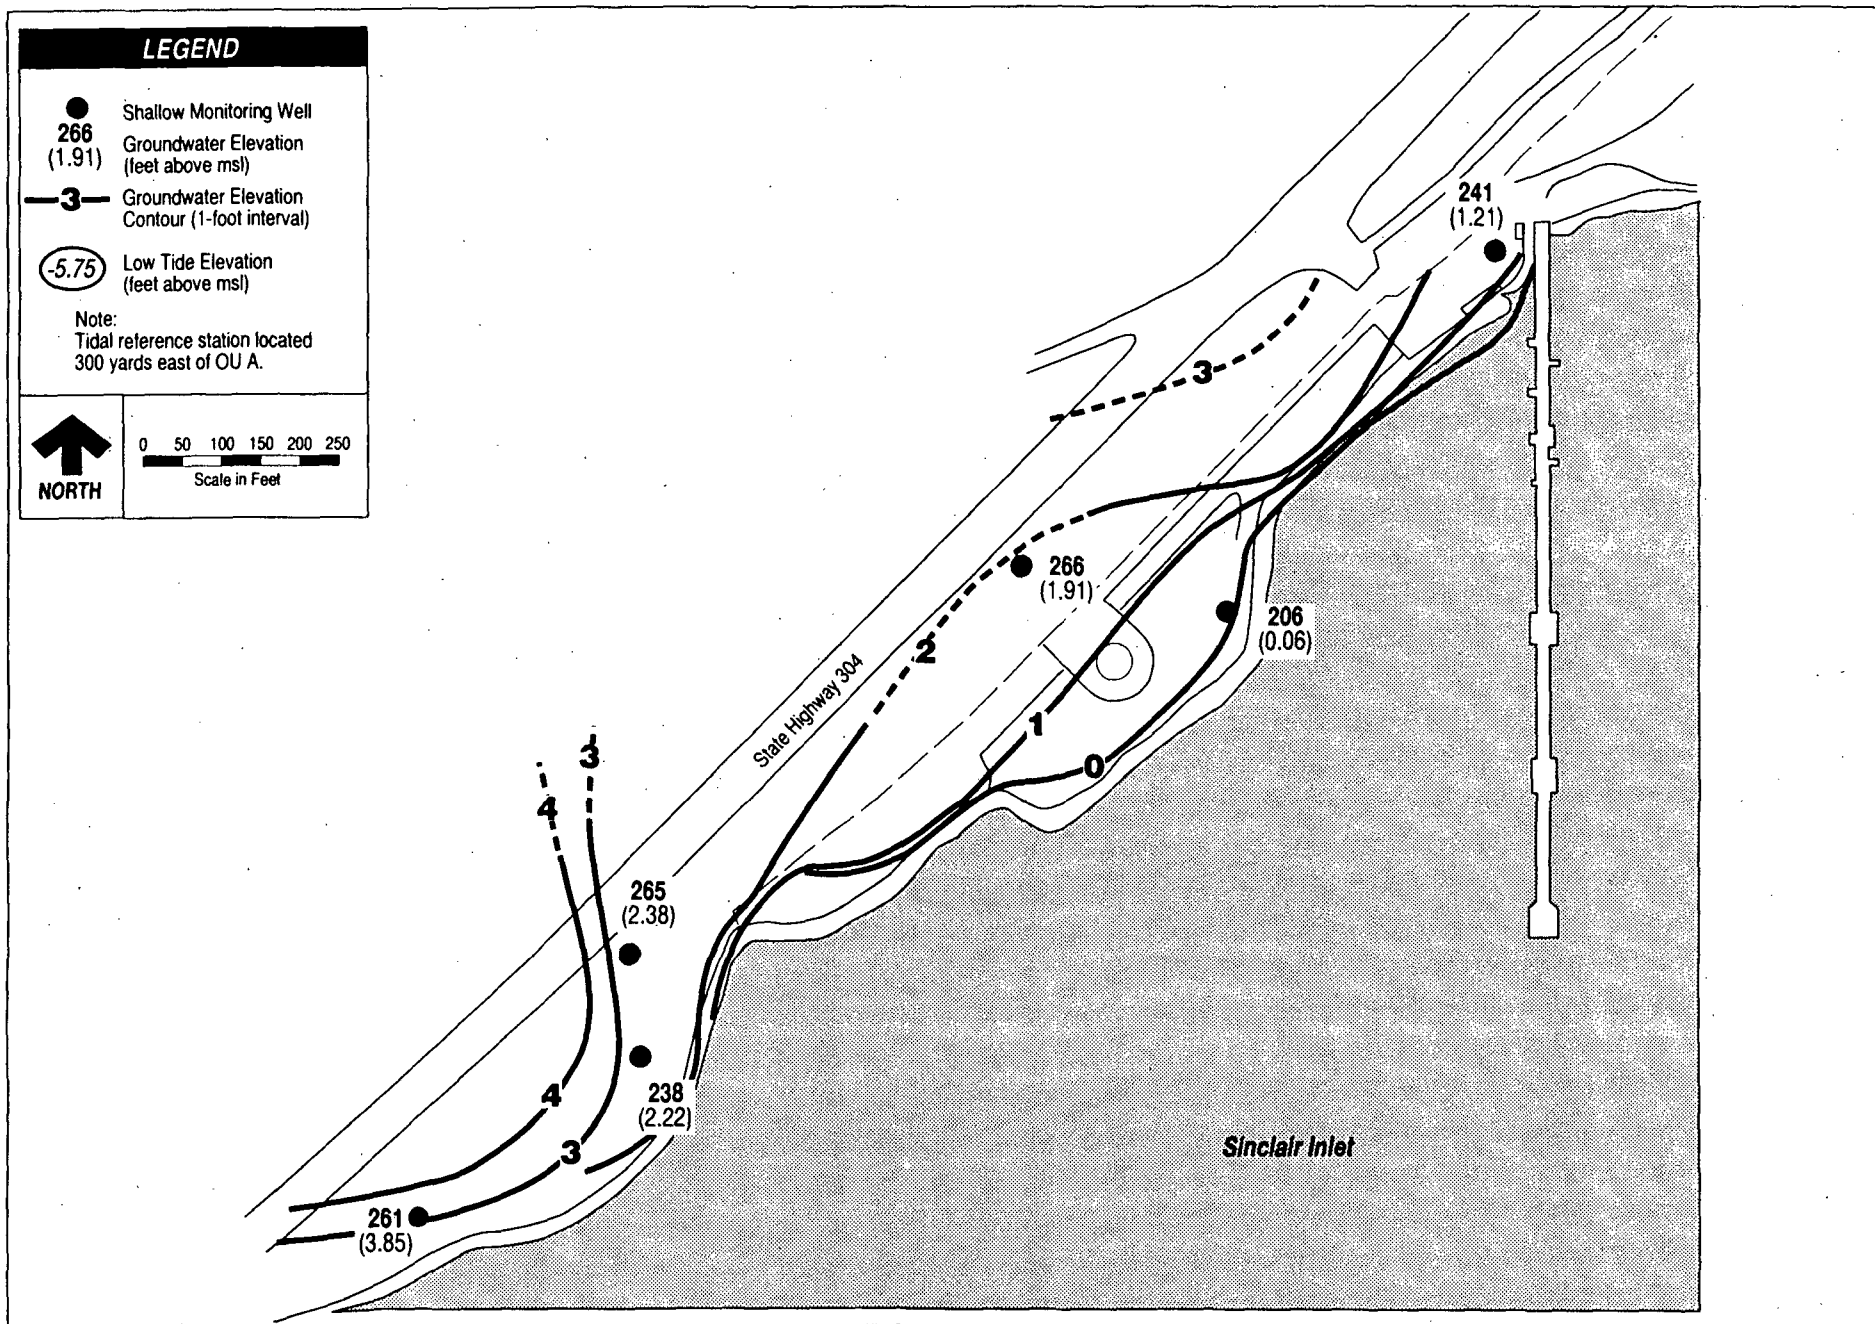 LEGEND
Shallow Monitoring Well
266
(1.91)
Groundwater Elevation
(feet above msl)
3
Groundwater Elevation
Contour (1-foot interval)
-5.75
Low Tide Elevation
(feet above msl)
Note:
Tidal reference station located
300 yards east of OU A.
NORTH
0 50 100 150 200 250
Scale in Feet
241
(1.21)
3
266
(1.91)
206
(0.06)
2
State Highway 304
1
0
3
4
265
(2.38)
4
238
(2.22)
3
Sinclair Inlet
261
(3.85)